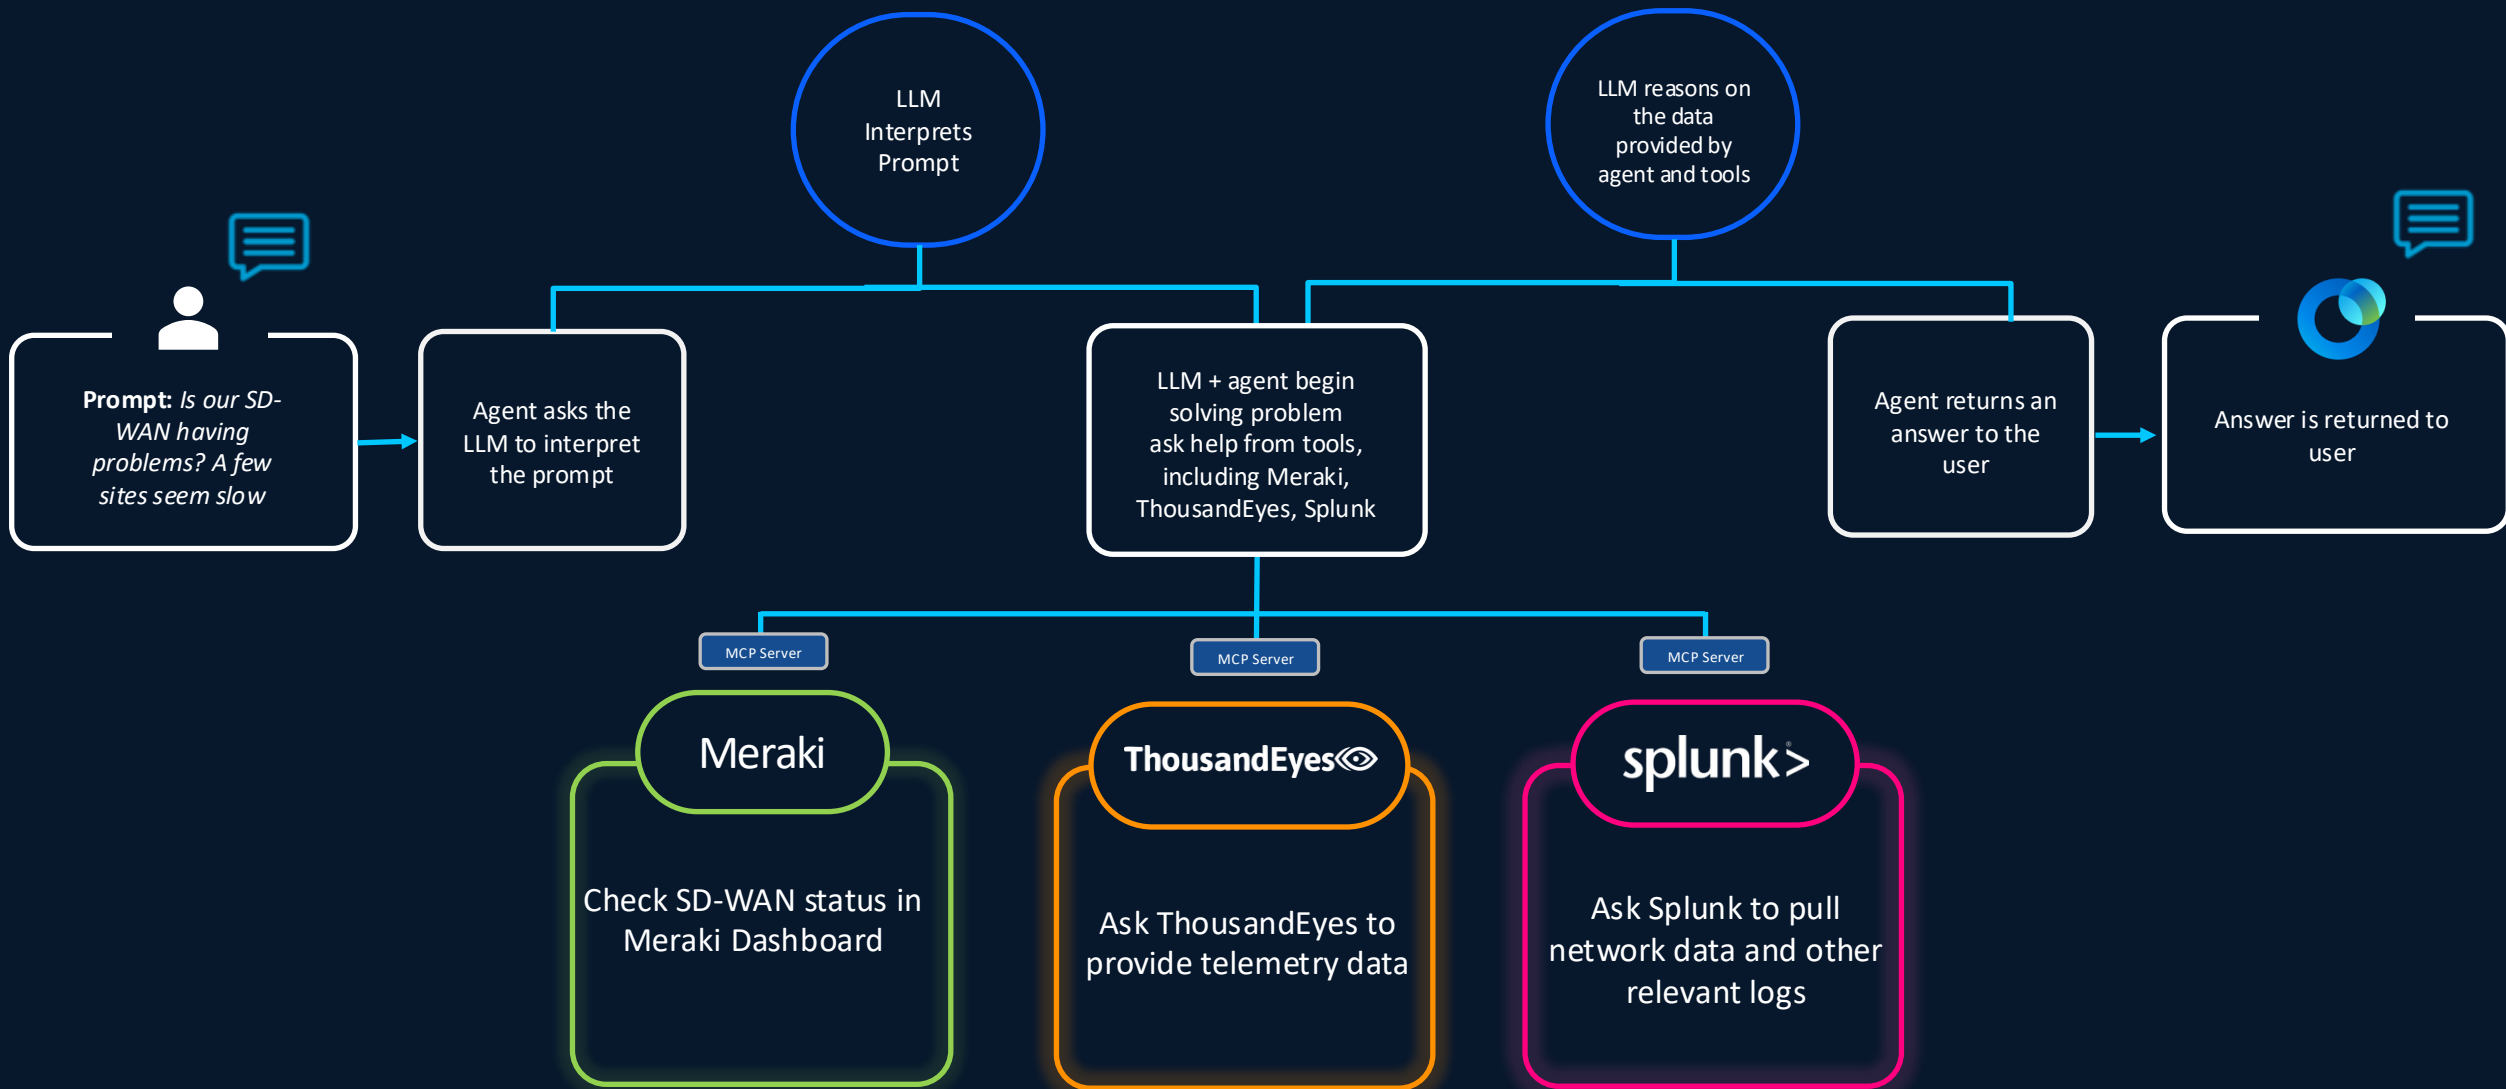 LLM
Interprets
Prompt
LLM reasons on
the data
provided by
agent and tools
Prompt: Is our SD-
WAN having
problems? A few
sites seem slow
Agent asks the
LLM to interpret
the prompt
LLM + agent begin
solving problem
ask help from tools,
including Meraki,
ThousandEyes, Splunk
Agent returns an
answer to the
user
Answer is returned to
user
MCP Server
MCP Server
MCP Server
Meraki
ThousandEyes
splunk>
Check SD-WAN status in
Meraki Dashboard
Ask ThousandEyes to
provide telemetry data
Ask Splunk to pull
network data and other
relevant logs